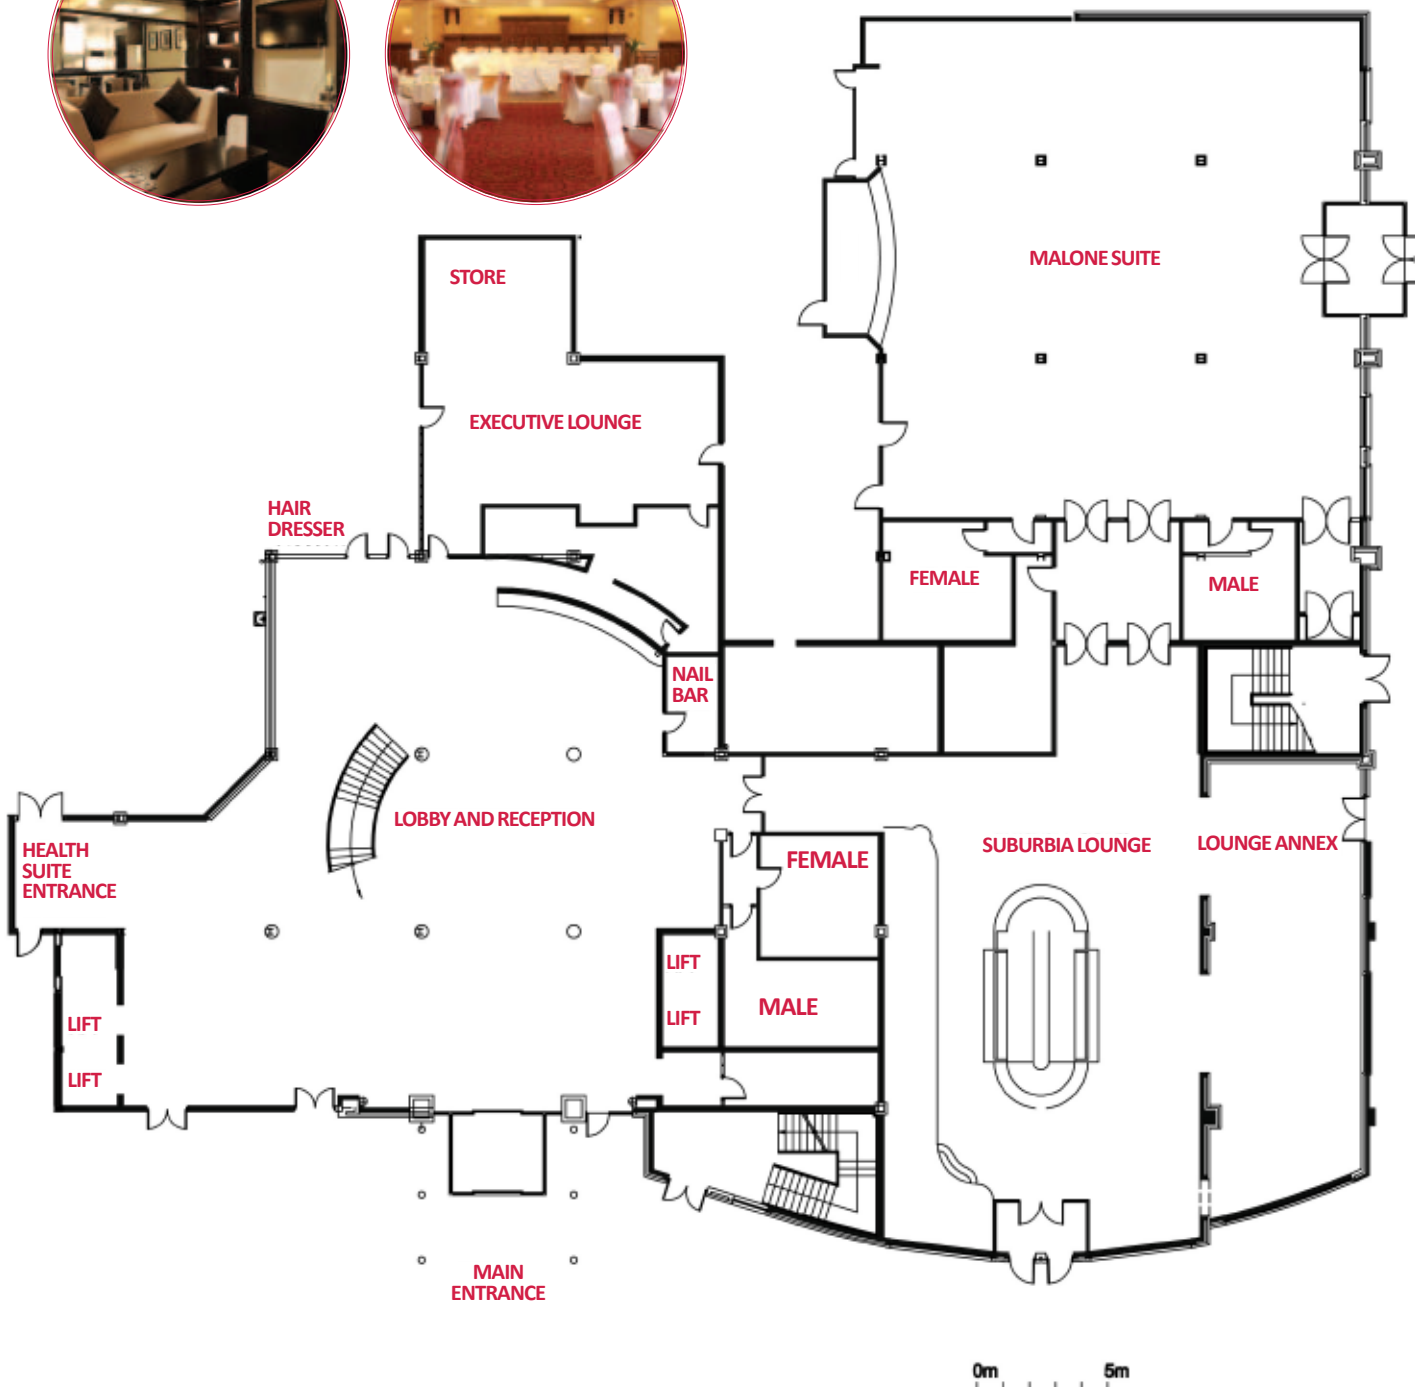 MALONE SUITE
STORE
EXECUTIVE LOUNGE
HAIR
DRESSER
FEMALE
MALE
NAIL
BAR
LOBBY AND RECEPTION
HEALTH
SUITE
ENTRANCE
FEMALE
SUBURBIA LOUNGE
LOUNGE ANNEX
LIFT
LIFT
MALE
LIFT
LIFT
MAIN
ENTRANCE
0m 5m